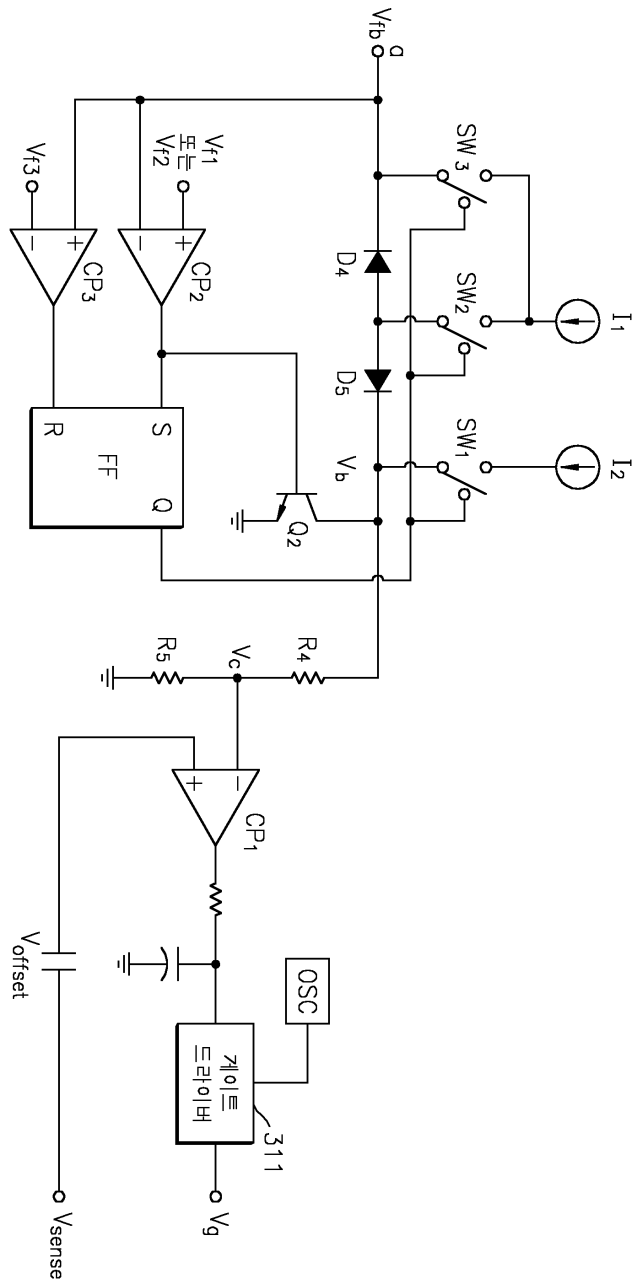 I1
I2
SW3
SW2
SW1
Vfb
a
D4
D5
Vb
Vf1
또는
Vf2
Vf3
+
-
CP2
+
-
CP3
Q2
S
R
FF
Q
R4
Vc
R5
-
+
CP1
OSC
게이트
드라이버
311
Voffset
Vg
Vsense